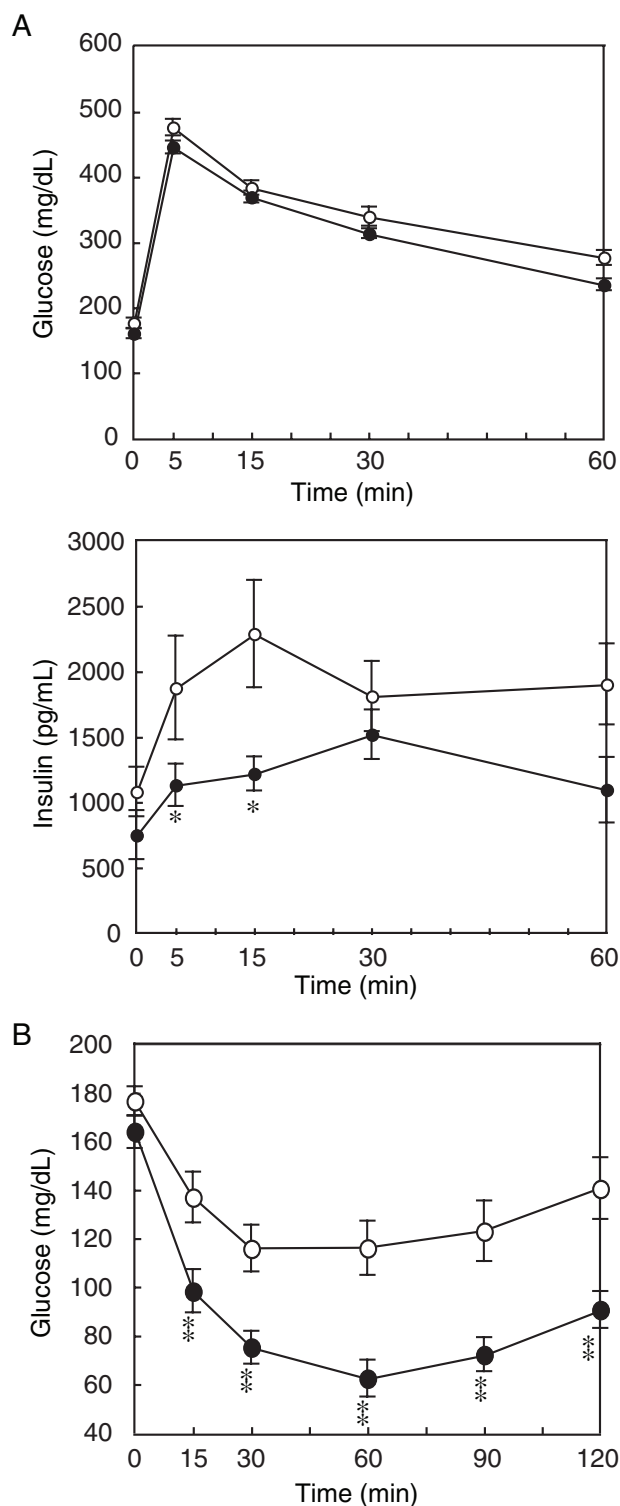 A
600
500
400
300
200
100
0
Glucose (mg/dL)
0 5 15 30 60
Time (min)
3000
2500
2000
1500
1000
500
0
Insulin (pg/mL)
* *
0 5 15 30 60
Time (min)
B
200
180
160
140
120
100
80
60
40
Glucose (mg/dL)
** ** ** ** **
0 15 30 60 90 120
Time (min)